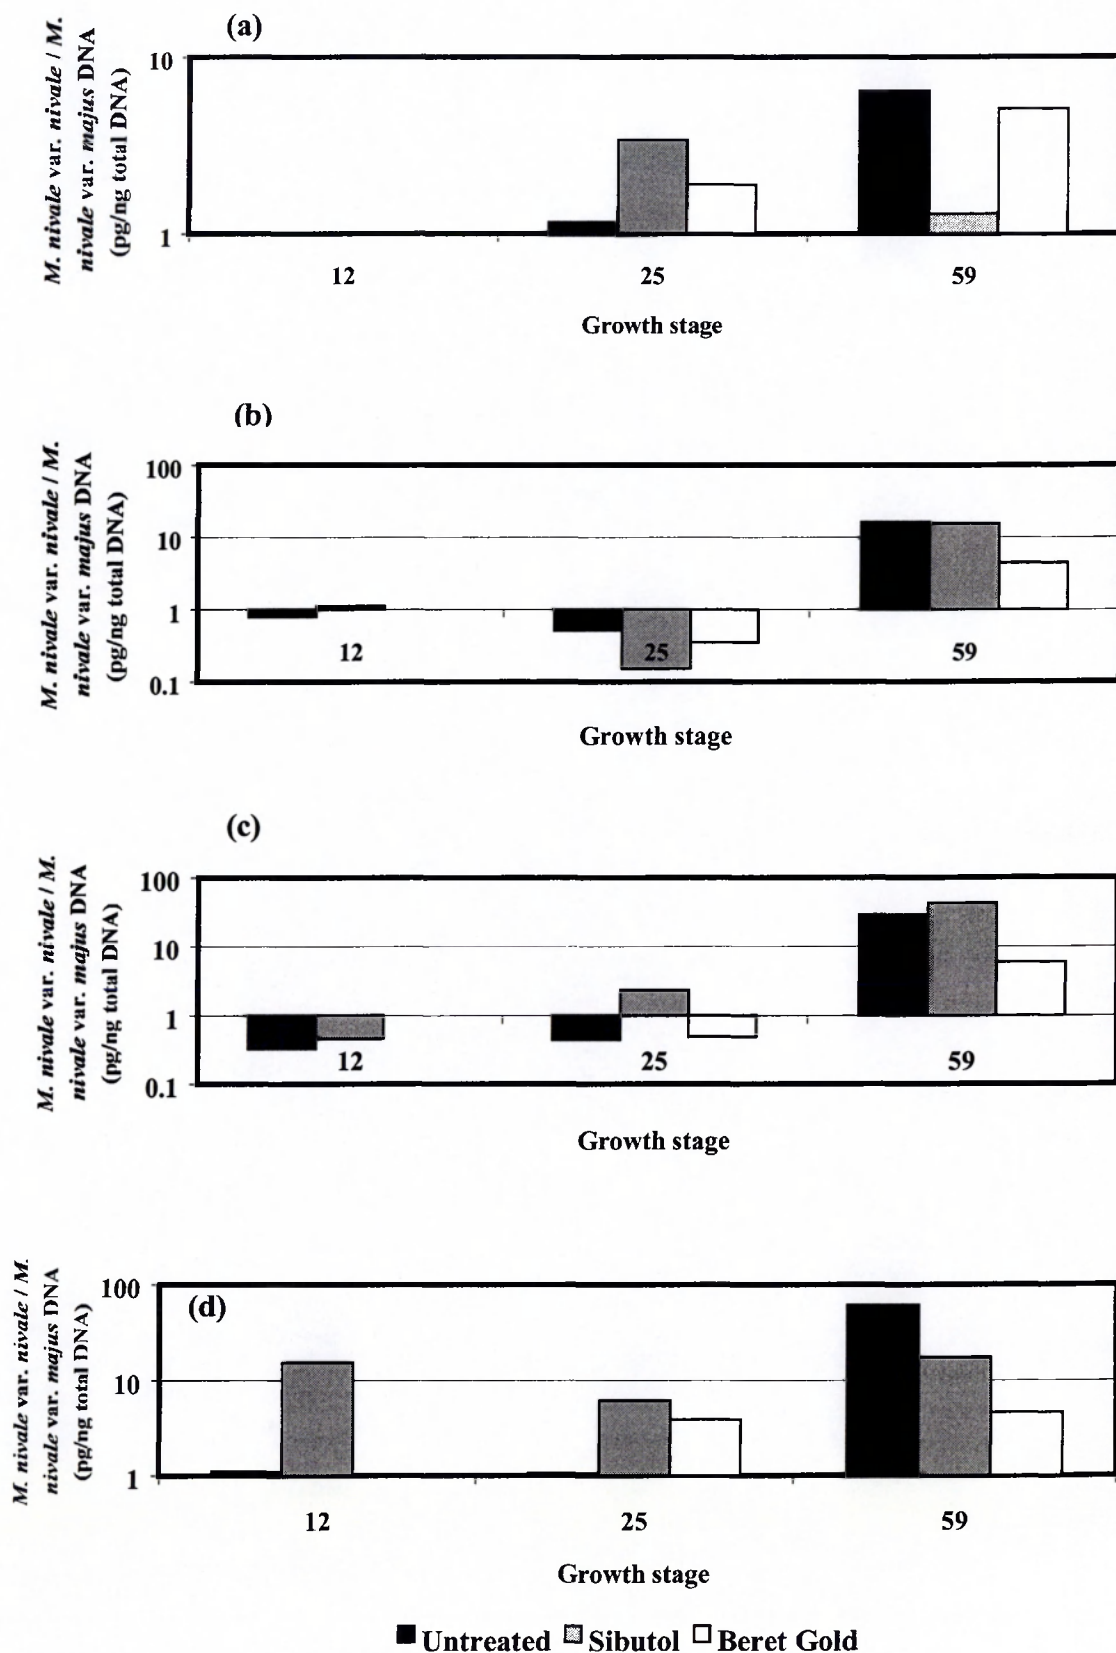 (a)
M. nivale var. nivale / M.
nivale var. majus DNA
(pg/ng total DNA)
10
1
12 25 59
Growth stage
(b)
M. nivale var. nivale / M.
nivale var. majus DNA
(pg/ng total DNA)
100
10
1
0.1
12 25 59
Growth stage
(c)
M. nivale var. nivale / M.
nivale var. majus DNA
(pg/ng total DNA)
100
10
1
0.1
12 25 59
Growth stage
(d)
M. nivale var. nivale / M.
nivale var. majus DNA
(pg/ng total DNA)
100
10
1
12 25 59
Growth stage
Untreated Sibutol Beret Gold